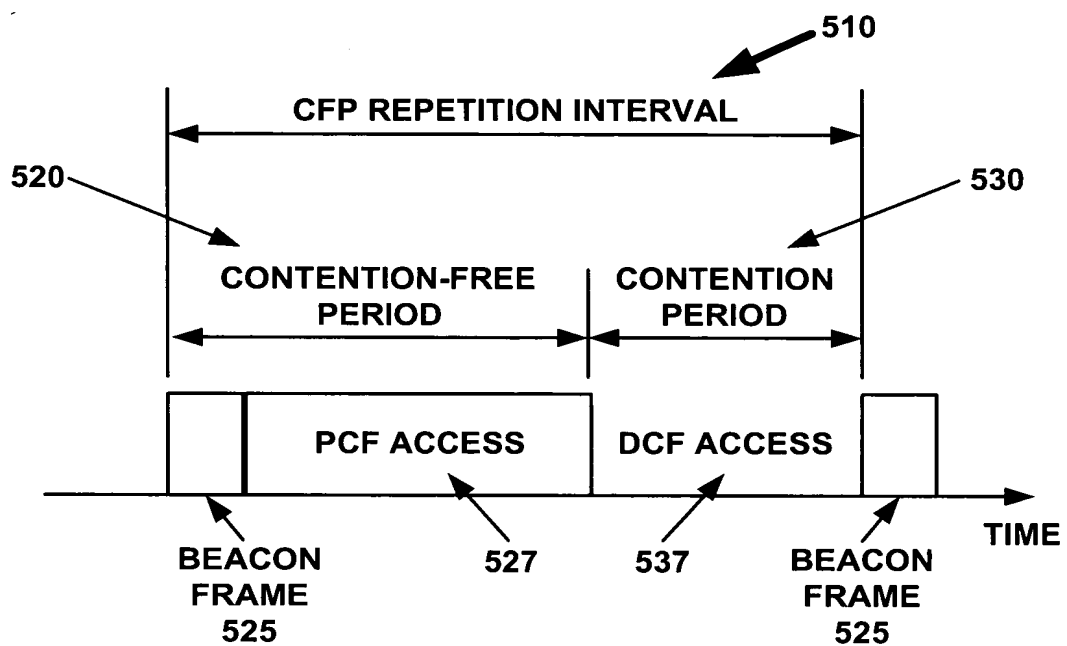 510
CFP REPETITION INTERVAL
520
530
CONTENTION-FREE
PERIOD
CONTENTION
PERIOD
PCF ACCESS
DCF ACCESS
TIME
BEACON
FRAME
525
527
537
BEACON
FRAME
525